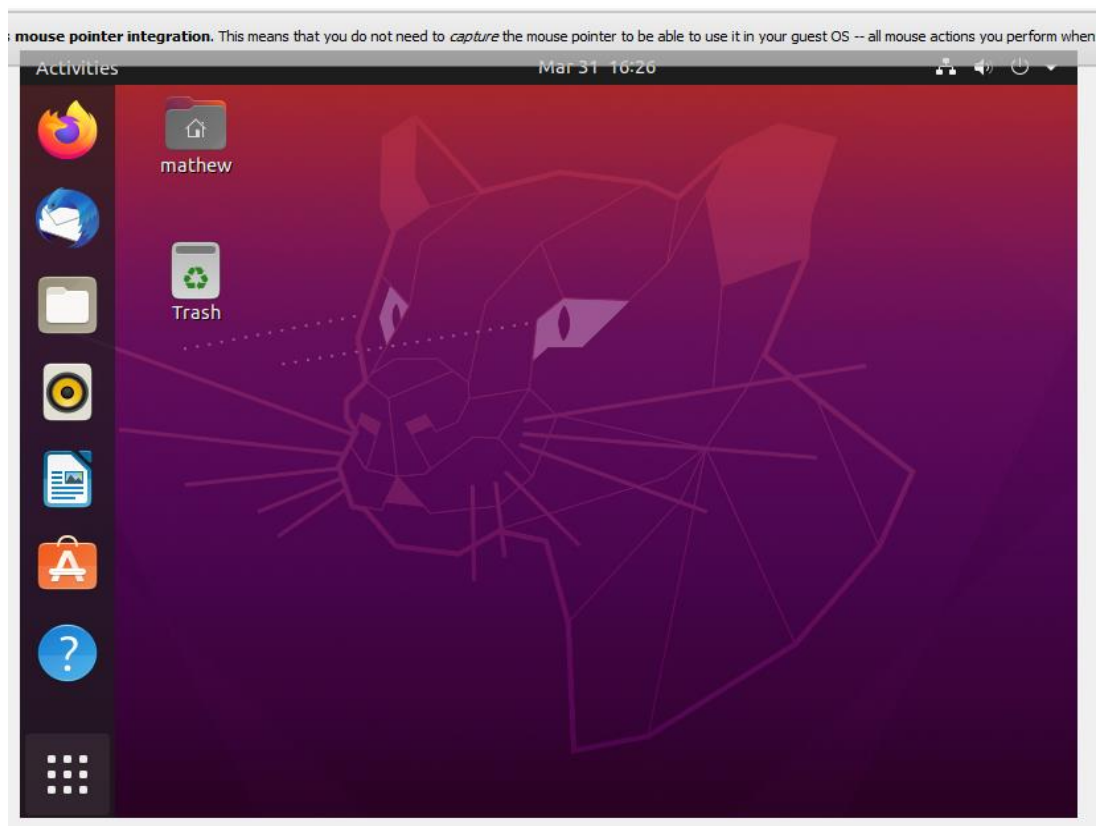 mouse pointer integration. This means that you do not need to capture the mouse pointer to be able to use it in your guest OS -- all mouse actions you perform when
Activities Mar 31 16:26
mathew
Trash